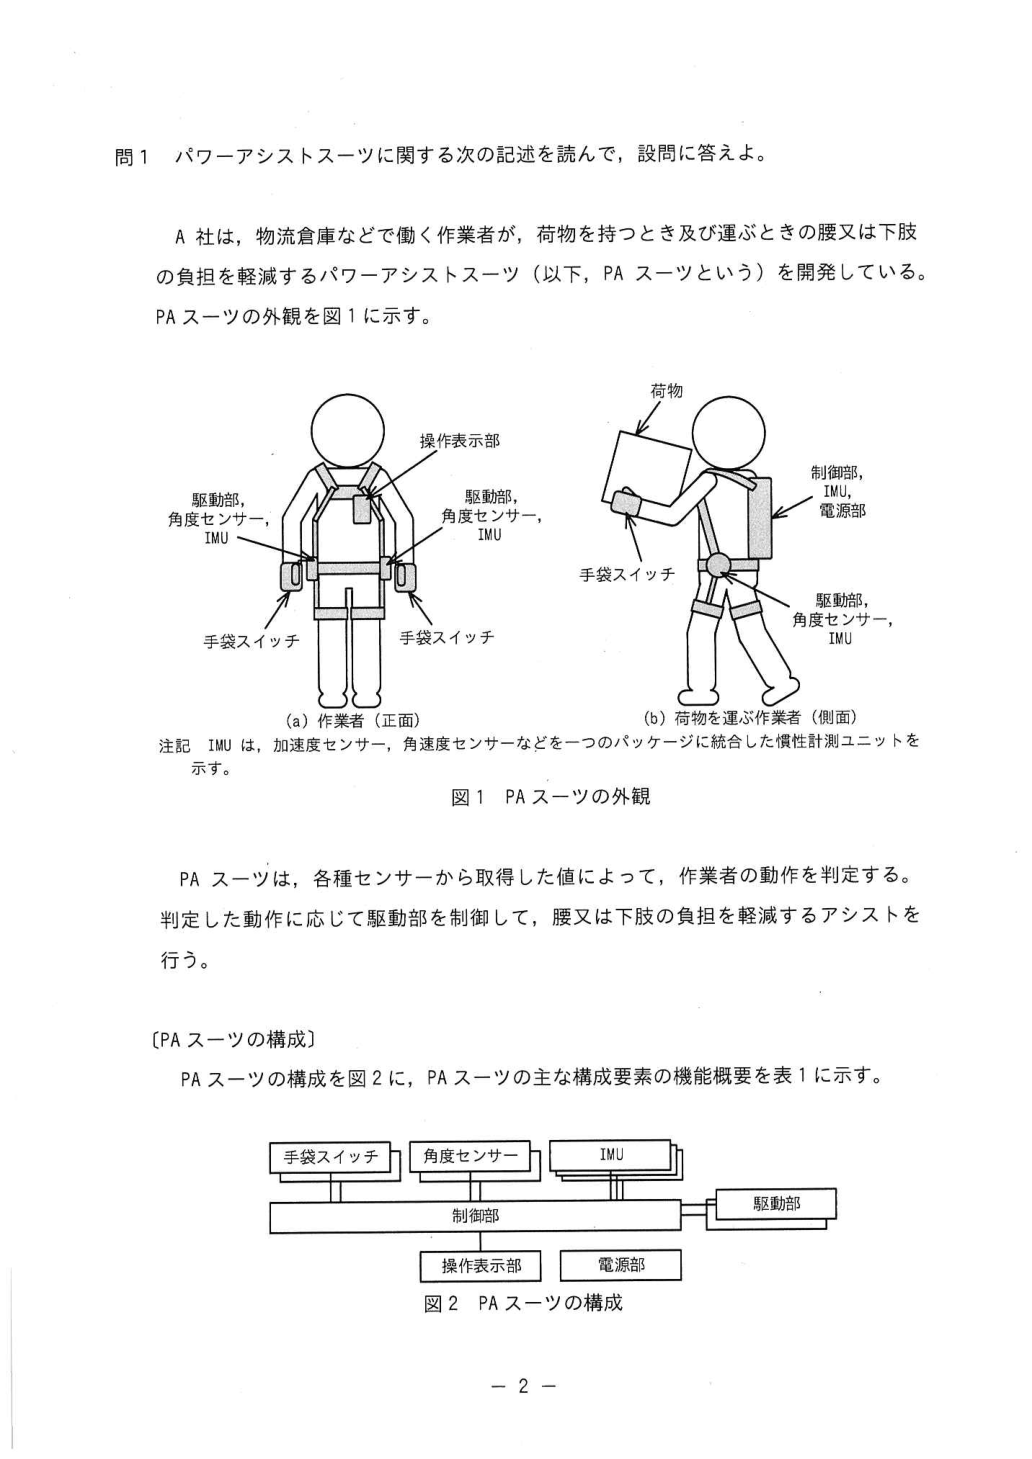 問1 パワーアシストスーツに関する次の記述を読んで，設問に答えよ。
A 社は，物流倉庫などで働く作業者が，荷物を持つとき及び運ぶときの腰又は下肢
の負担を軽減するパワーアシストスーツ（以下，PA スーツという）を開発している。
PA スーツの外観を図1に示す。
荷物
操作表示部
駆動部，
角度センサー，
IMU
駆動部，
角度センサー，
IMU
制御部，
IMU，
電源部
手袋スイッチ
駆動部，
角度センサー，
IMU
手袋スイッチ
手袋スイッチ
(a) 作業者（正面）
(b) 荷物を運ぶ作業者（側面）
注記 IMU は，加速度センサー，角速度センサーなどを一つのパッケージに統合した慣性計測ユニットを
示す。
図1 PA スーツの外観
PA スーツは，各種センサーから取得した値によって，作業者の動作を判定する。
判定した動作に応じて駆動部を制御して，腰又は下肢の負担を軽減するアシストを
行う。
〔PA スーツの構成〕
PA スーツの構成を図2に，PA スーツの主な構成要素の機能概要を表1に示す。
手袋スイッチ
角度センサー
IMU
駆動部
制御部
操作表示部
電源部
図2 PA スーツの構成
－ 2 －